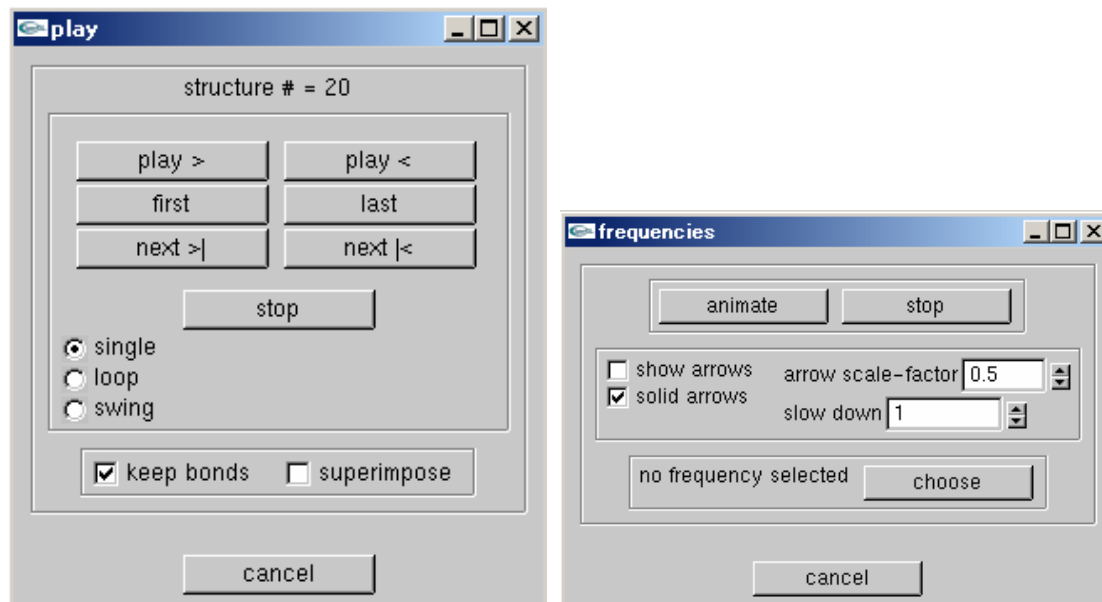 play
structure # = 20
play > play <
first last
next >| next |<
stop
single
loop
swing
keep bonds superimpose
cancel
frequencies
animate stop
show arrows arrow scale-factor 0.5
solid arrows
slow down 1
no frequency selected choose
cancel